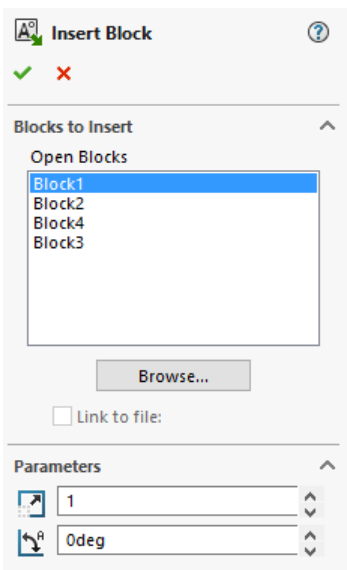 Insert Block
Blocks to Insert
Open Blocks
Block1
Block2
Block4
Block3
Browse...
Link to file:
Parameters
1
0deg